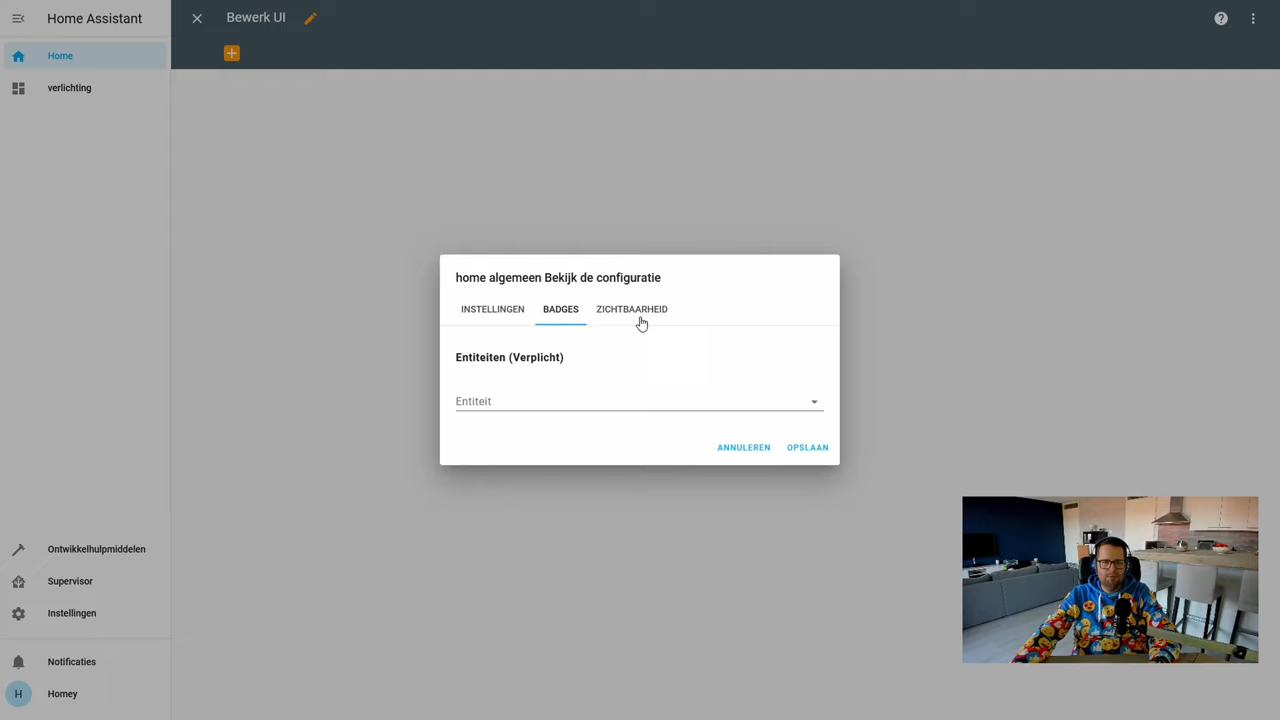 Home Assistant
Bewerk UI
Home
verlichting
home algemeen Bekijk de configuratie
INSTELLINGEN BADGES ZICHTBAARHEID
Entiteiten (Verplicht)
Entiteit
ANNULEREN OPSLAAN
Ontwikkelhulpmiddelen
Supervisor
Instellingen
Notificaties
H Homey